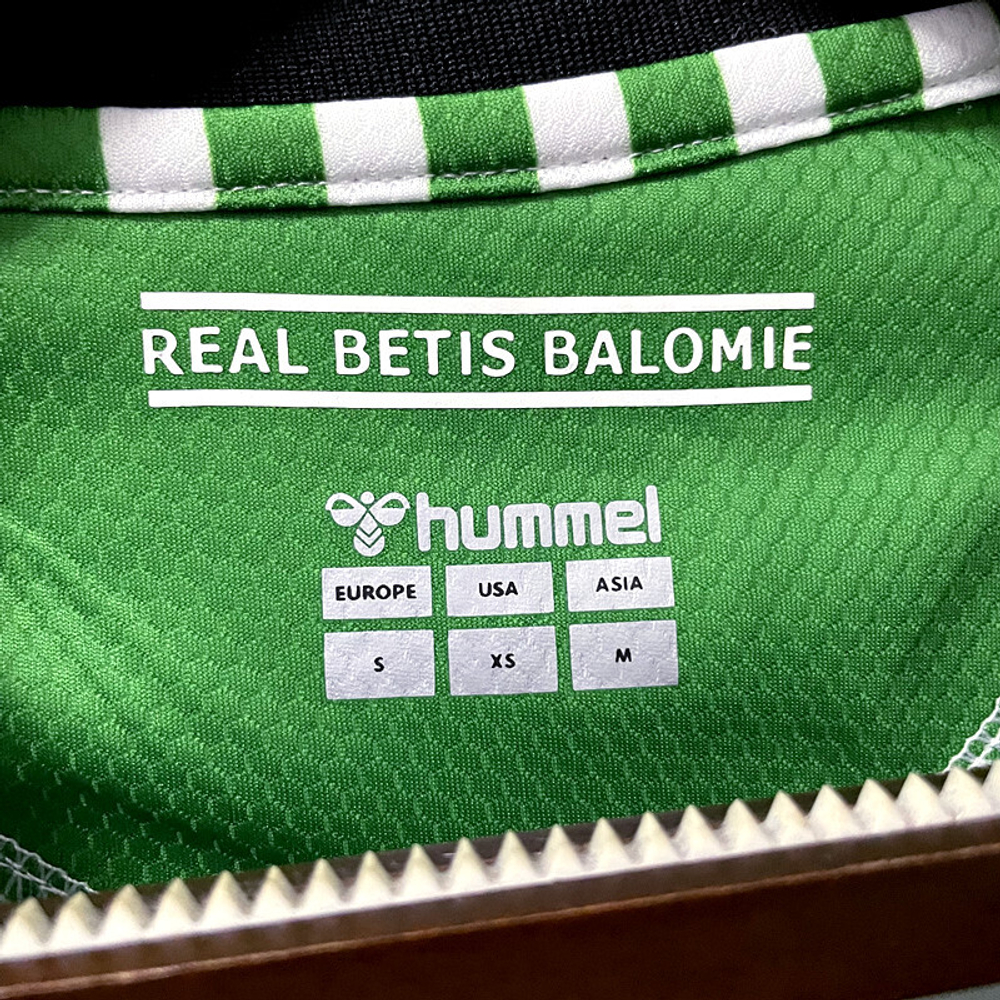 REAL BETIS BALOMIE
hummel
EUROPE USA ASIA
S XS M